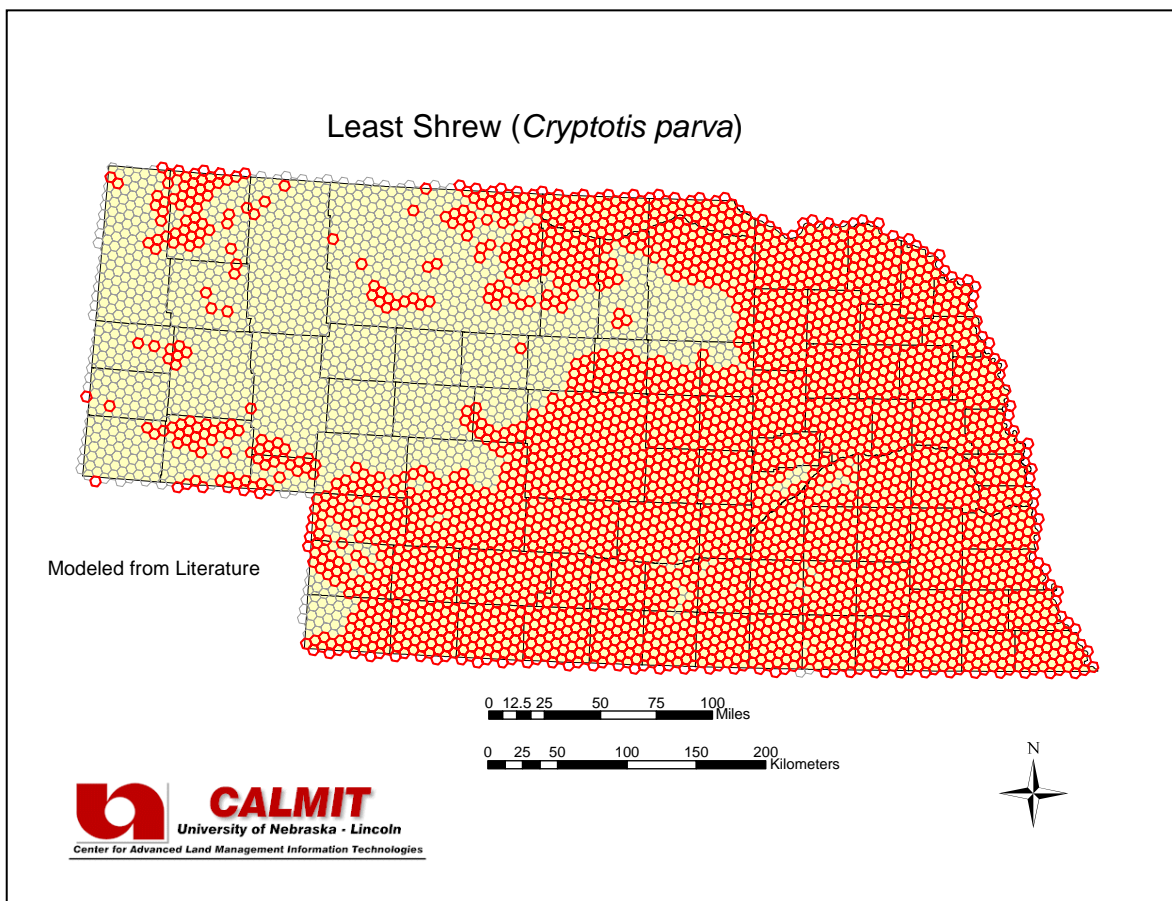 Least Shrew (Cryptotis parva)
Modeled from Literature
0 12.5 25 50 75 100
Miles
0 25 50 100 150 200
Kilometers
N
CALMIT
University of Nebraska - Lincoln
Center for Advanced Land Management Information Technologies